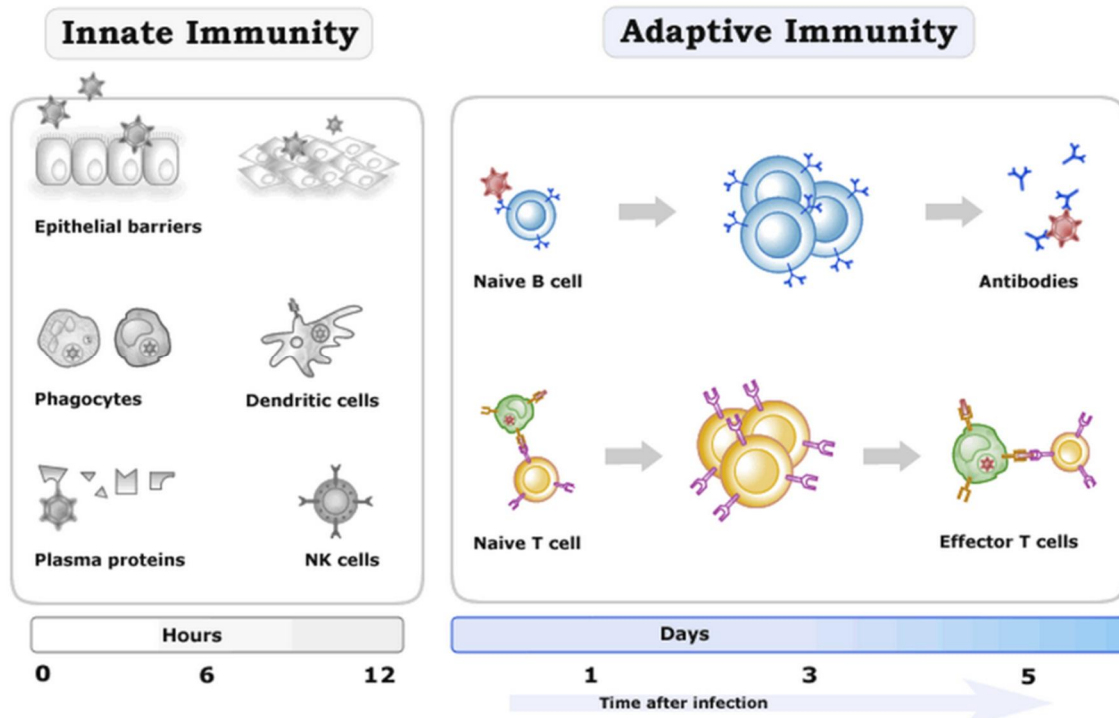 Innate Immunity
Epithelial barriers
Phagocytes
Dendritic cells
Plasma proteins
NK cells
Hours
0
6
12
Adaptive Immunity
Naive B cell
Antibodies
Naive T cell
Effector T cells
Days
1
3
5
Time after infection